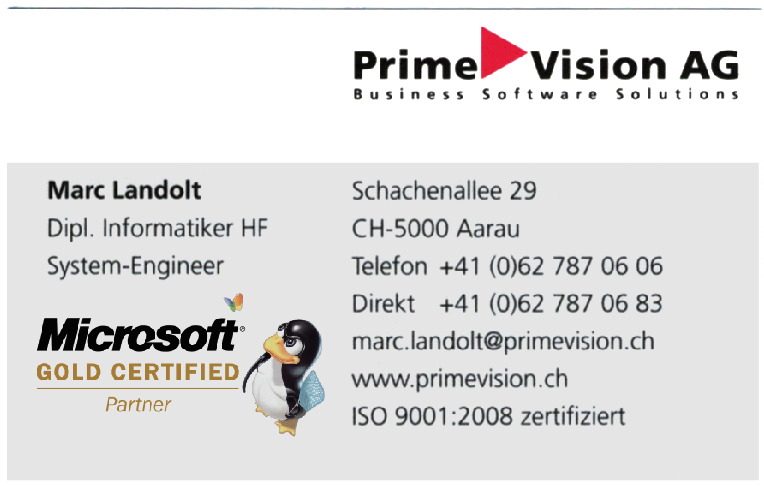 Prime Vision AG
Business Software Solutions
Marc Landolt
Dipl. Informatiker HF
System-Engineer
Microsoft®
GOLD CERTIFIED
Partner
Schachenallee 29
CH-5000 Aarau
Telefon +41 (0)62 787 06 06
Direkt +41 (0)62 787 06 83
marc.landolt@primevision.ch
www.primevision.ch
ISO 9001:2008 zertifiziert